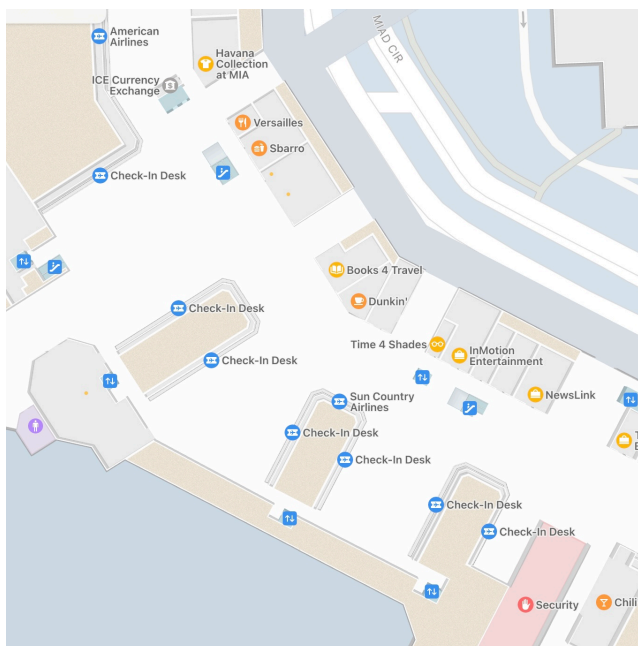 American
Airlines
MIAD CIR
Havana
Collection
at MIA
ICE Currency
Exchange
Versailles
Sbarro
Check-In Desk
Books 4 Travel
Dunkin'
Check-In Desk
Time 4 Shades
InMotion
Entertainment
Check-In Desk
NewsLink
Sun Country
Airlines
Check-In Desk
T
E
Check-In Desk
Check-In Desk
Check-In Desk
Security
Chili